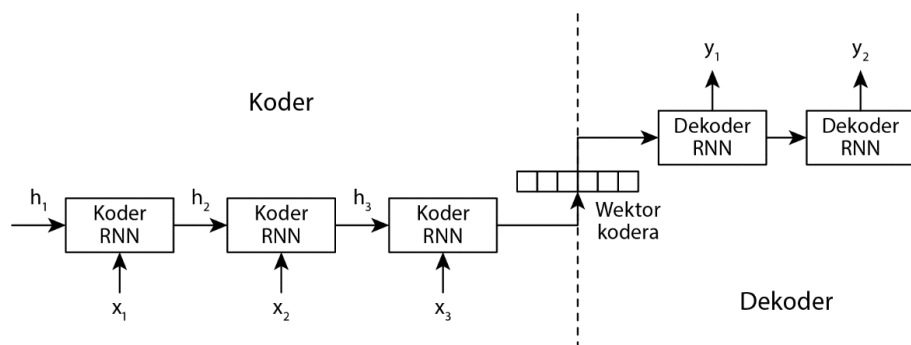 Koder
h₁
Koder
RNN
x₁
h₂
Koder
RNN
x₂
h₃
Koder
RNN
x₃
Wektor
kodera
y₁
Dekoder
RNN
y₂
Dekoder
RNN
Dekoder